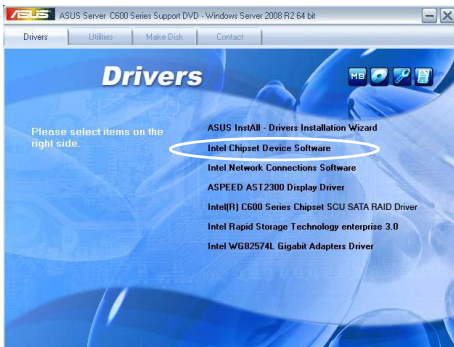 ASUS ASUS Server C600 Series Support DVD - Windows Server 2008 R2 64 bit
Drivers Utilities Make Disk Contact
Drivers
MB
Please select items on the
right side.
ASUS InstAll - Drivers Installation Wizard
Intel Chipset Device Software
Intel Network Connections Software
ASPEED AST2300 Display Driver
Intel(R) C600 Series Chipset SCU SATA RAID Driver
Intel Rapid Storage Technology enterprise 3.0
Intel WG82574L Gigabit Adapters Driver